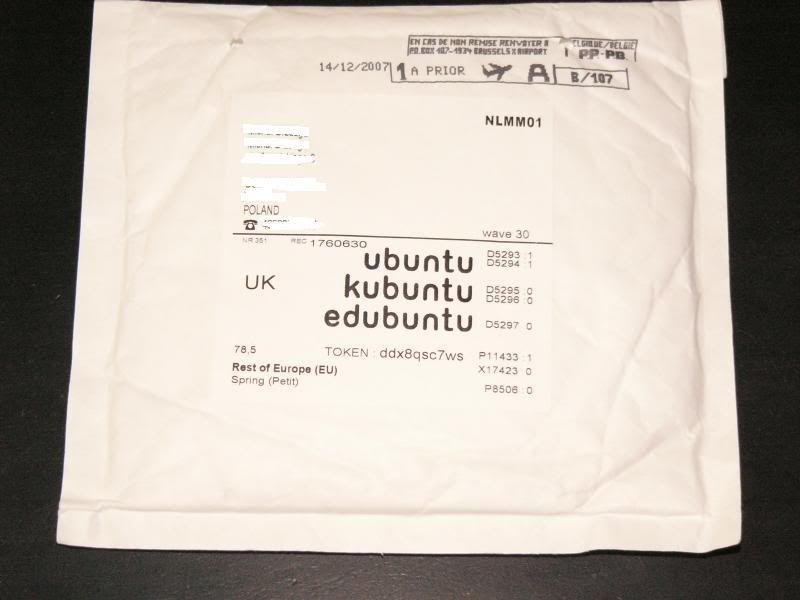 EN CAS DE NON REMISE RENVOYER A
PO.BOX 107-1934 BRUSSELS X AIRPORT
BELGIQUE/BELGIE
PP-PB
B/107
14/12/2007
1 A PRIOR A
NLMM01
POLAND
wave 30
NR 351 REC 1760630
ubuntu D5293 :1
D5294 :1
UK
kubuntu D5295 :0
D5296 :0
edubuntu D5297 :0
78,5 TOKEN : ddx8qsc7ws P11433 :1
Rest of Europe (EU) X17423 :0
Spring (Petit) P8506 :0